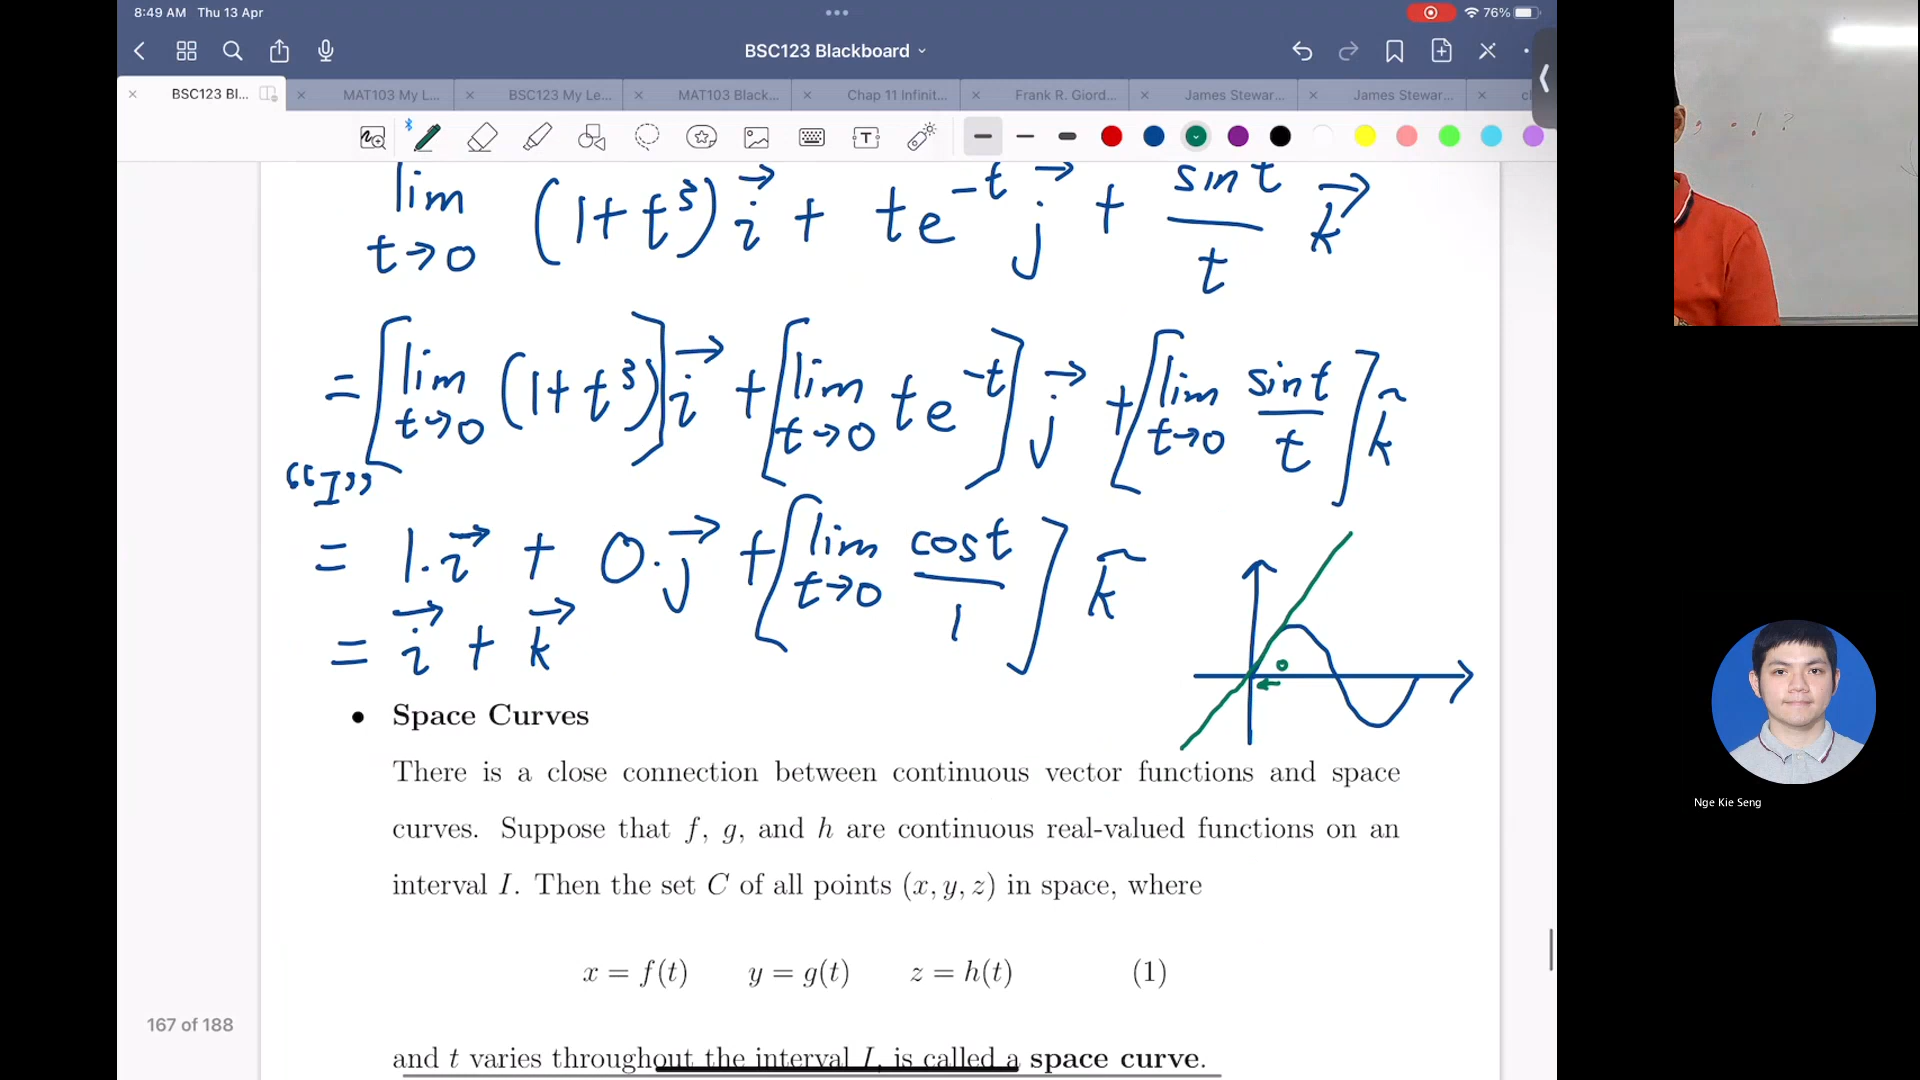 8:49 AM Thu 13 Apr
76%
BSC123 Blackboard
BSC123 Bl...
MAT103 My L...
BSC123 My Le...
MAT103 Black...
Chap 11 Infinit...
Frank R. Giord...
James Stewar...
James Stewar...
lim t→0 (1+t³) i⃗ + te^-t j⃗ + sin t / t k⃗
= [lim t→0 (1+t³)] i⃗ + [lim t→0 te^-t] j⃗ + [lim t→0 sin t / t] k̃
“I”
= 1·i⃗ + 0·j⃗ + [lim t→0 cos t / 1] k̃
= i⃗ + k⃗
• Space Curves
There is a close connection between continuous vector functions and space
curves. Suppose that f, g, and h are continuous real-valued functions on an
interval I. Then the set C of all points (x, y, z) in space, where
x = f(t) y = g(t) z = h(t) (1)
and t varies throughout the interval I, is called a space curve.
167 of 188
Nge Kie Seng